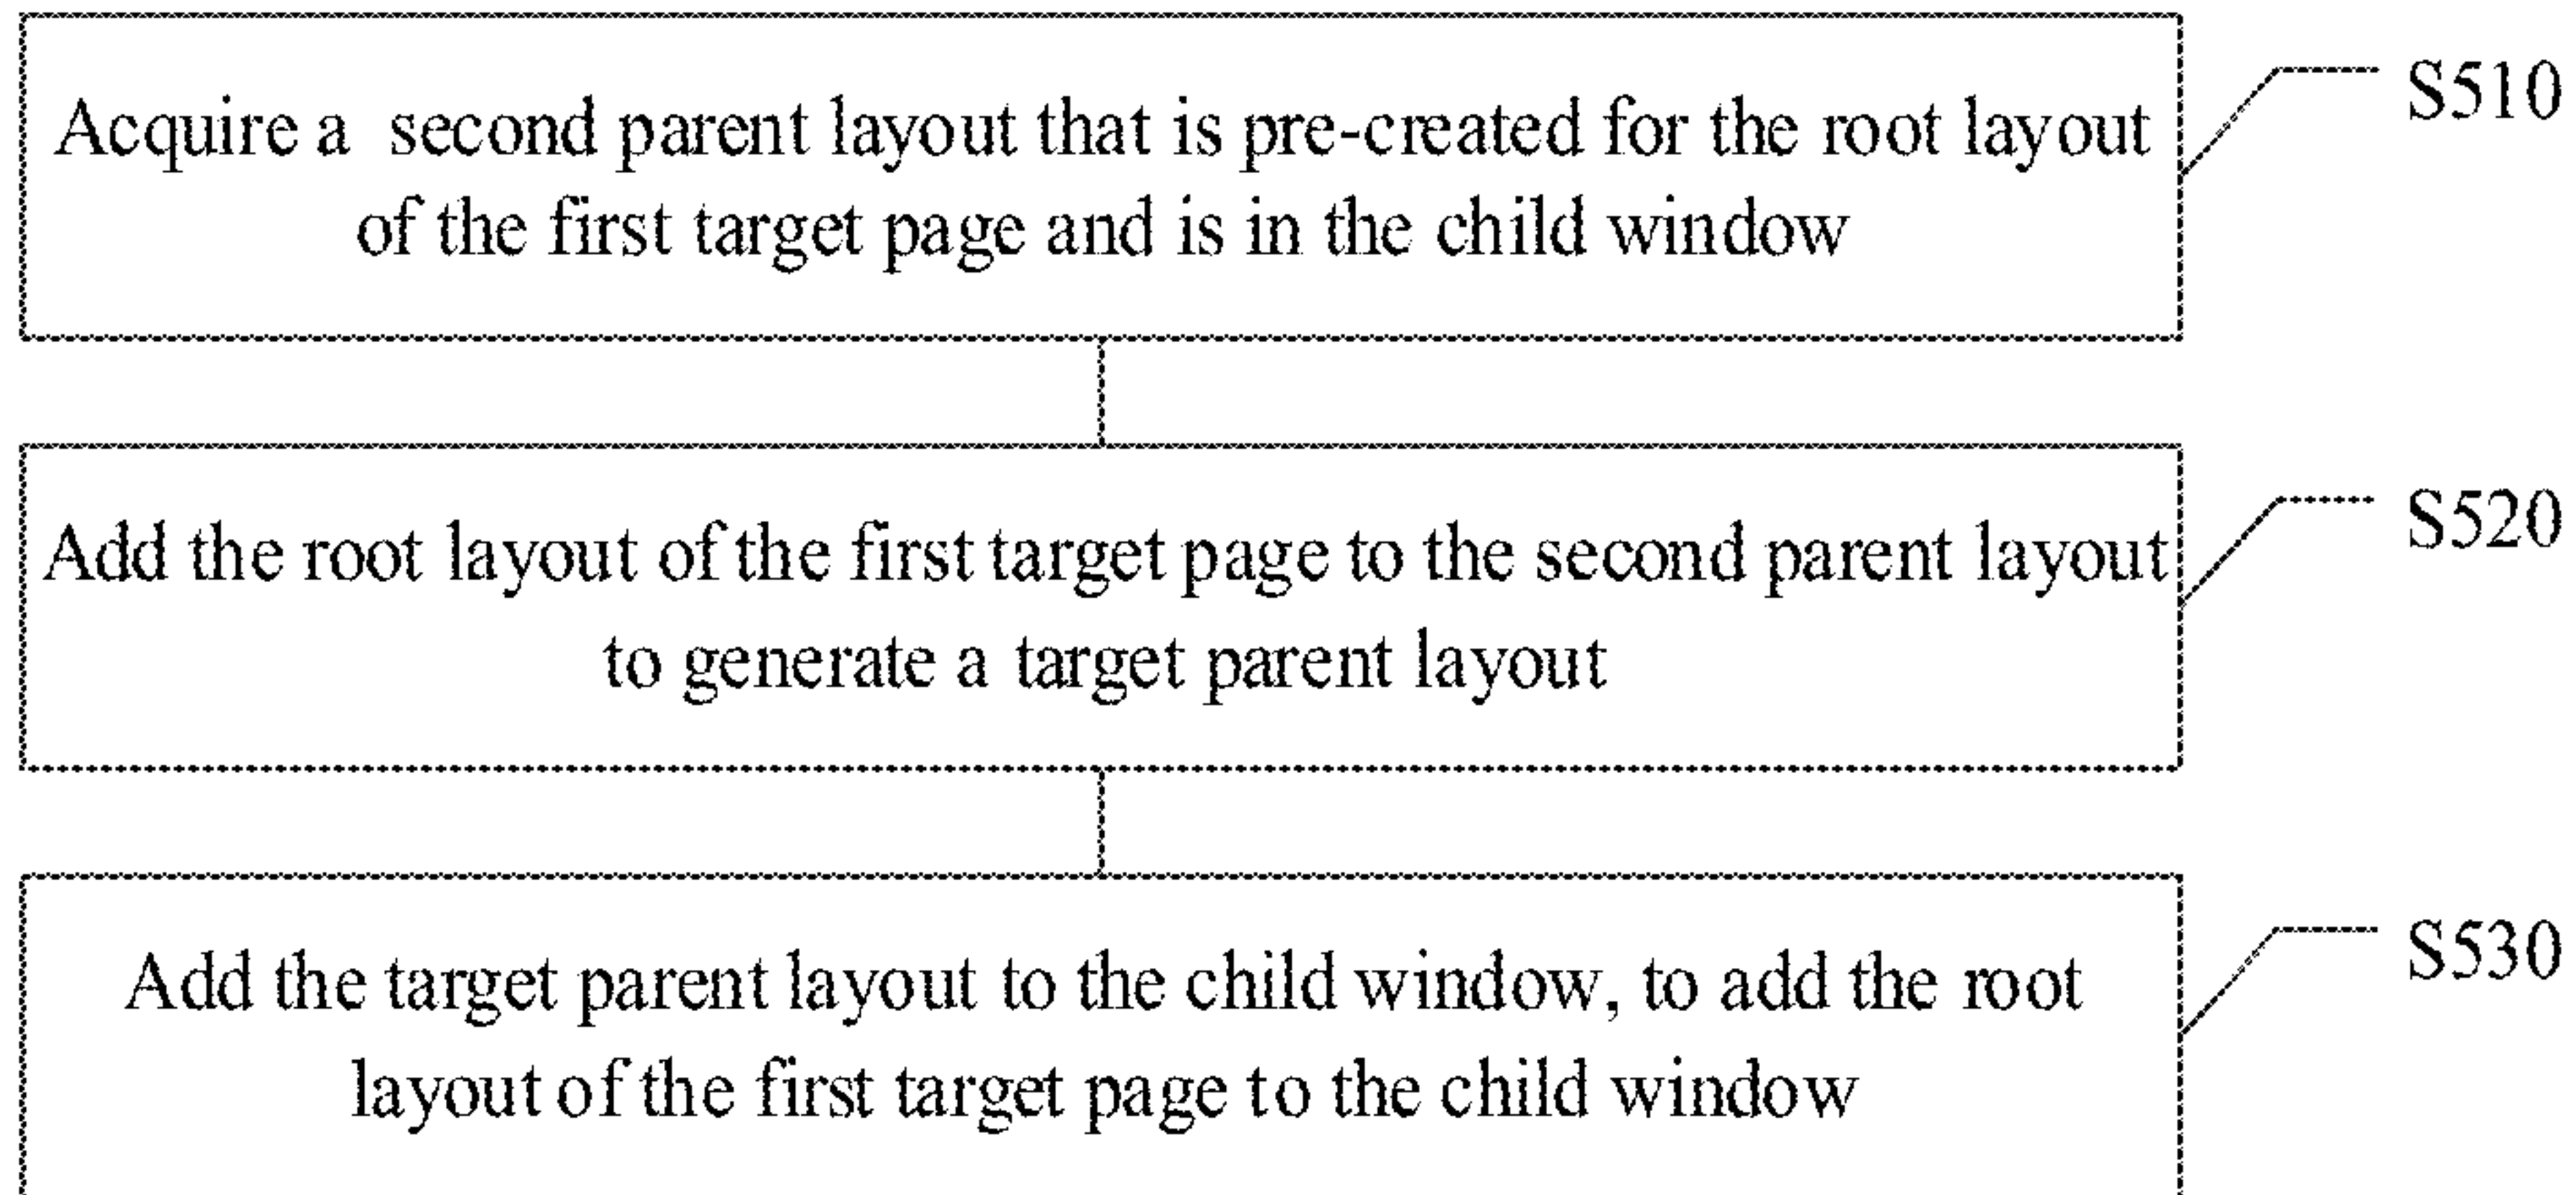 Acquire a second parent layout that is pre-created for the root layout
of the first target page and is in the child window
S510
Add the root layout of the first target page to the second parent layout
to generate a target parent layout
S520
Add the target parent layout to the child window, to add the root
layout of the first target page to the child window
S530